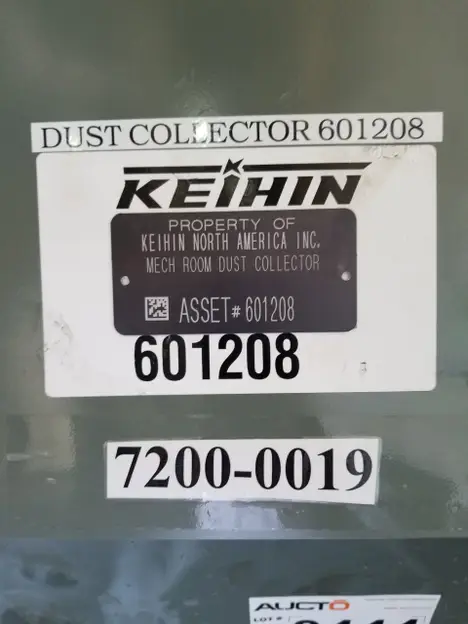 DUST COLLECTOR 601208
KEIHIN
PROPERTY OF
KEIHIN NORTH AMERICA INC.
MECH ROOM DUST COLLECTOR
ASSET# 601208
601208
7200-0019
AUCTO
LOT #